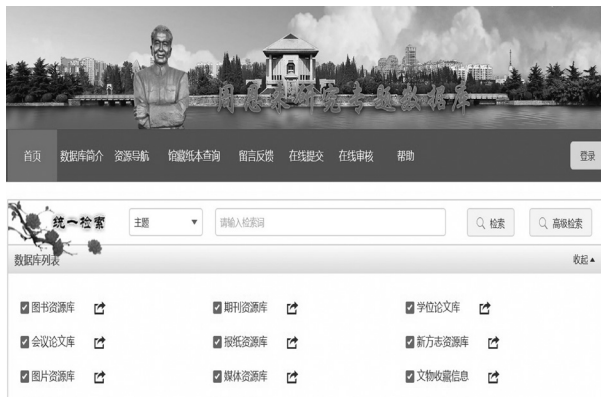 周恩来研究专题数据库
首页 数据库简介 资源导航 馆藏纸本查询 留言反馈 在线提交 在线审核 帮助 登录
统一检索 主题 请输入检索词 检索 高级检索
数据库列表 收起
图书资源库 期刊资源库 学位论文库
会议论文库 报纸资源库 新方志资源库
图片资源库 媒体资源库 文物收藏信息